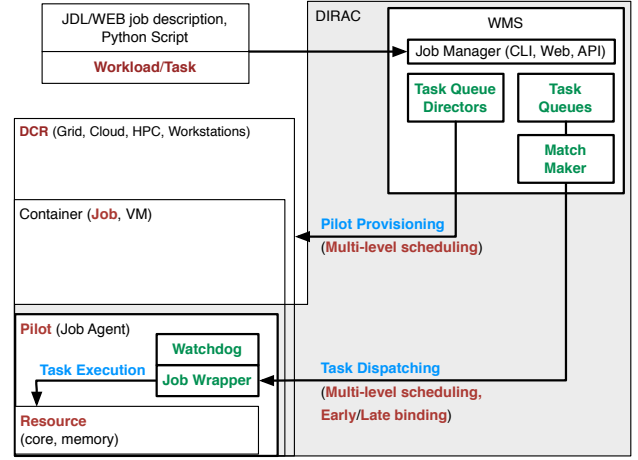 JDL/WEB job description,
Python Script
Workload/Task
DIRAC
WMS
Job Manager (CLI, Web, API)
Task Queue
Directors
Task
Queues
Match
Maker
DCR (Grid, Cloud, HPC, Workstations)
Container (Job, VM)
Pilot Provisioning
(Multi-level scheduling)
Pilot (Job Agent)
Watchdog
Task Execution
Job Wrapper
Task Dispatching
(Multi-level scheduling,
Early/Late binding)
Resource
(core, memory)